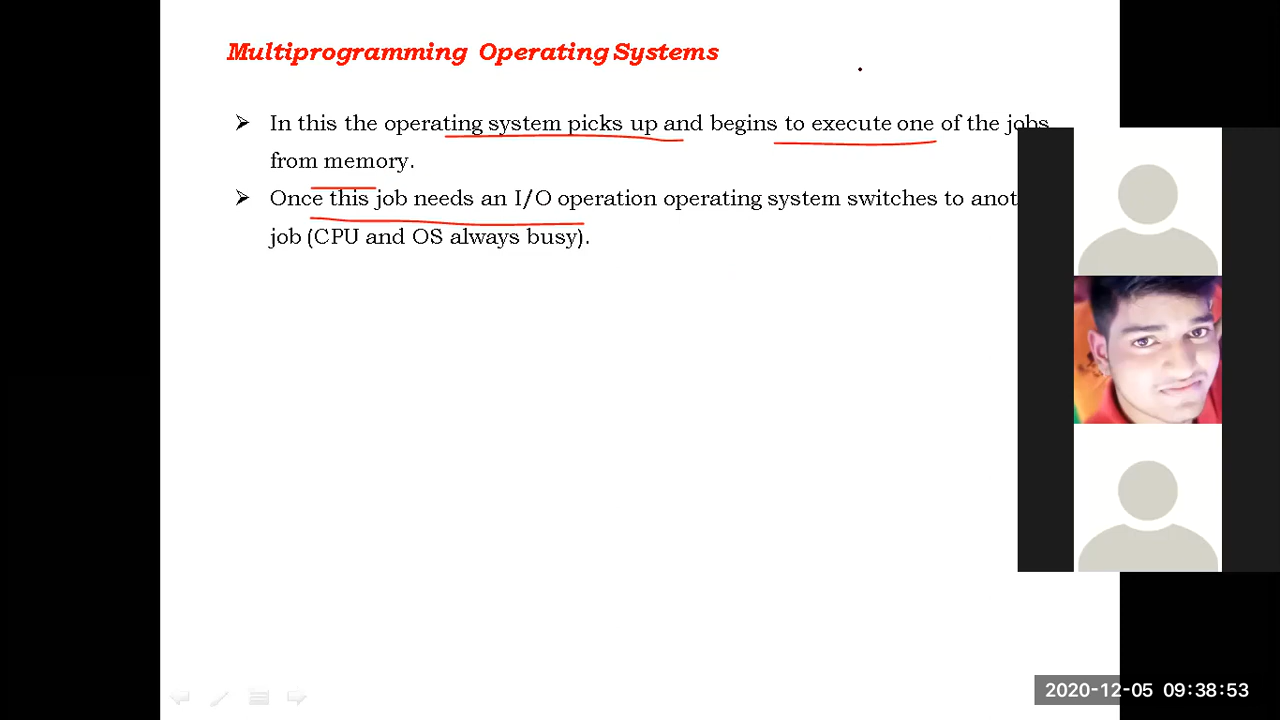 Multiprogramming Operating Systems
In this the operating system picks up and begins to execute one of the jobs
from memory.
Once this job needs an I/O operation operating system switches to
job (CPU and OS always busy).
2020-12-05 09:38:53